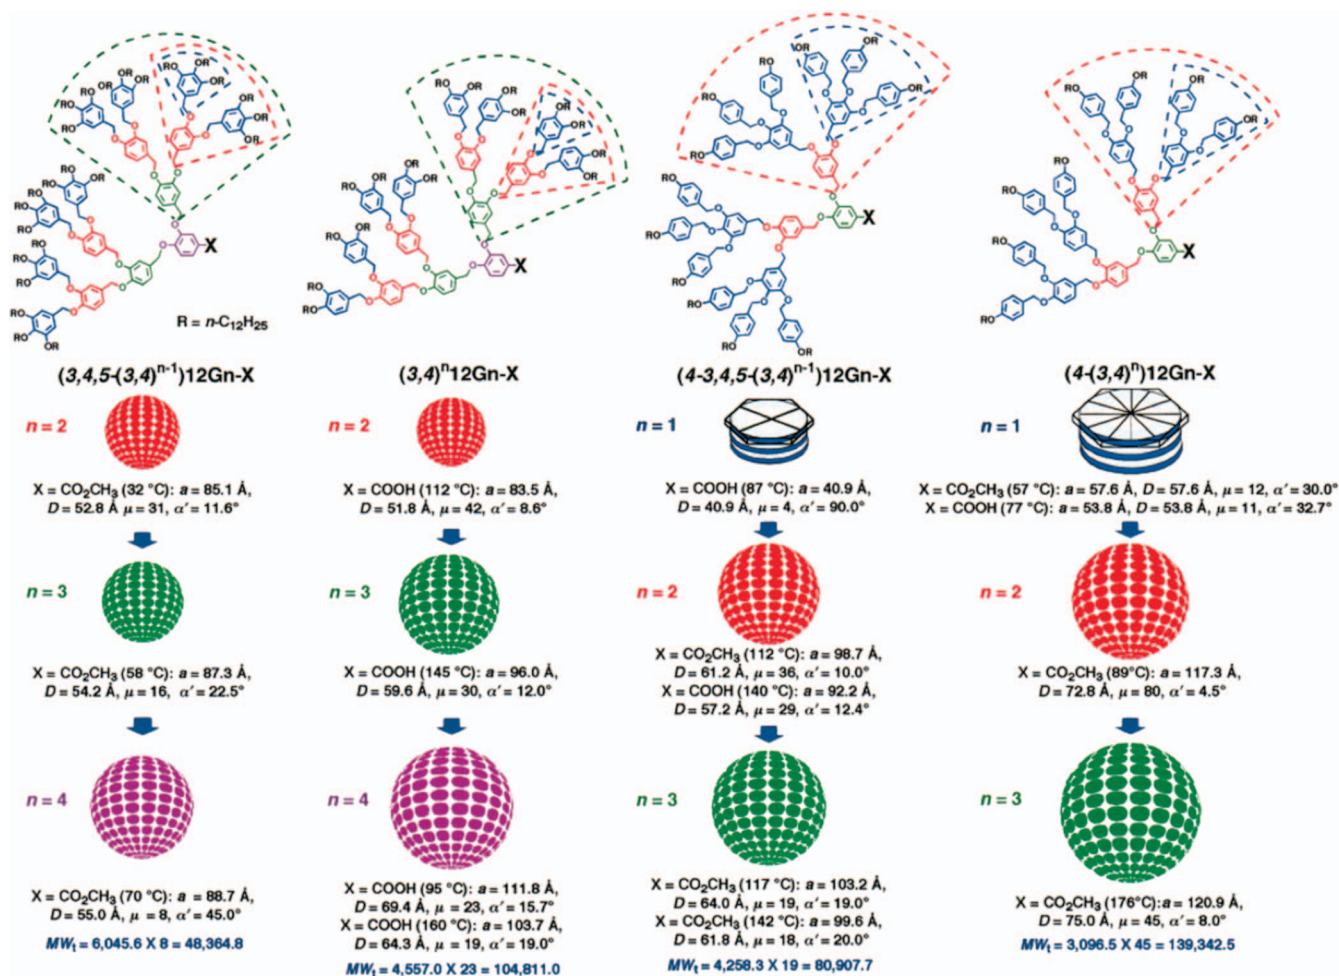 R = n-C12H25
X
X
X
X
(3,4,5-(3,4)^n-1)12Gn-X
n = 2
X = CO2CH3 (32 °C): a = 85.1 Å,
D = 52.8 Å μ = 31, α′ = 11.6°
n = 3
X = CO2CH3 (58 °C): a = 87.3 Å,
D = 54.2 Å, μ = 16, α′ = 22.5°
n = 4
X = CO2CH3 (70 °C): a = 88.7 Å,
D = 55.0 Å, μ = 8, α′ = 45.0°
MWt = 6,045.6 X 8 = 48,364.8
(3,4)^n12Gn-X
n = 2
X = COOH (112 °C): a = 83.5 Å,
D = 51.8 Å, μ = 42, α′ = 8.6°
n = 3
X = COOH (145 °C): a = 96.0 Å,
D = 59.6 Å, μ = 30, α′ = 12.0°
n = 4
X = COOH (95 °C): a = 111.8 Å,
D = 69.4 Å, μ = 23, α′ = 15.7°
X = COOH (160 °C): a = 103.7 Å,
D = 64.3 Å, μ = 19, α′ = 19.0°
MWt = 4,557.0 X 23 = 104,811.0
(4-3,4,5-(3,4)^n-1)12Gn-X
n = 1
X = COOH (87 °C): a = 40.9 Å,
D = 40.9 Å, μ = 4, α′ = 90.0°
n = 2
X = CO2CH3 (112 °C): a = 98.7 Å,
D = 61.2 Å, μ = 36, α′ = 10.0°
X = COOH (140 °C): a = 92.2 Å,
D = 57.2 Å, μ = 29, α′ = 12.4°
n = 3
X = CO2CH3 (117 °C): a = 103.2 Å,
D = 64.0 Å, μ = 19, α′ = 19.0°
X = CO2CH3 (142 °C): a = 99.6 Å,
D = 61.8 Å, μ = 18, α′ = 20.0°
MWt = 4,258.3 X 19 = 80,907.7
(4-(3,4)^n)12Gn-X
n = 1
X = CO2CH3 (57 °C): a = 57.6 Å, D = 57.6 Å, μ = 12, α′ = 30.0°
X = COOH (77 °C): a = 53.8 Å, D = 53.8 Å, μ = 11, α′ = 32.7°
n = 2
X = CO2CH3 (89°C): a = 117.3 Å,
D = 72.8 Å, μ = 80, α′ = 4.5°
n = 3
X = CO2CH3 (176°C): a = 120.9 Å,
D = 75.0 Å, μ = 45, α′ = 8.0°
MWt = 3,096.5 X 45 = 139,342.5